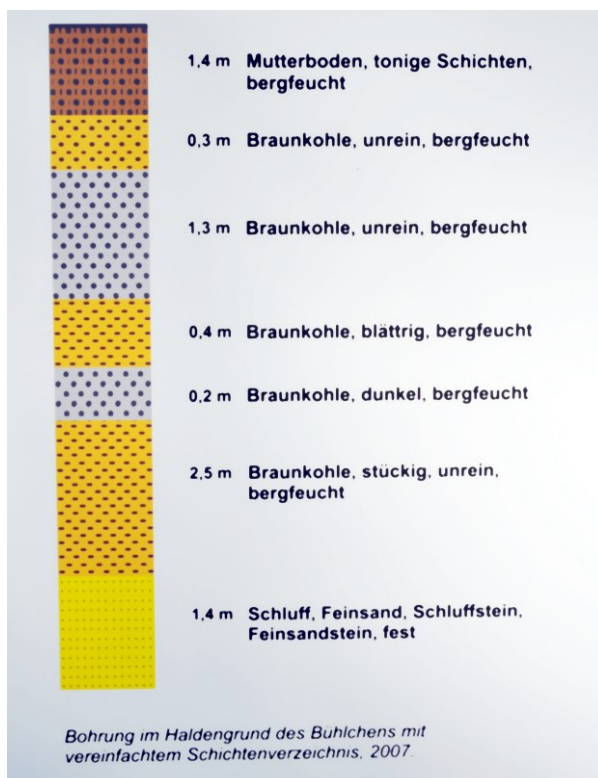 1,4 m Mutterboden, tonige Schichten,
bergfeucht
0,3 m Braunkohle, unrein, bergfeucht
1,3 m Braunkohle, unrein, bergfeucht
0,4 m Braunkohle, blättrig, bergfeucht
0,2 m Braunkohle, dunkel, bergfeucht
2,5 m Braunkohle, stückig, unrein,
bergfeucht
1,4 m Schluff, Feinsand, Schluffstein,
Feinsandstein, fest
Bohrung im Haldengrund des Bühlchens mit
vereinfachtem Schichtenverzeichnis, 2007.